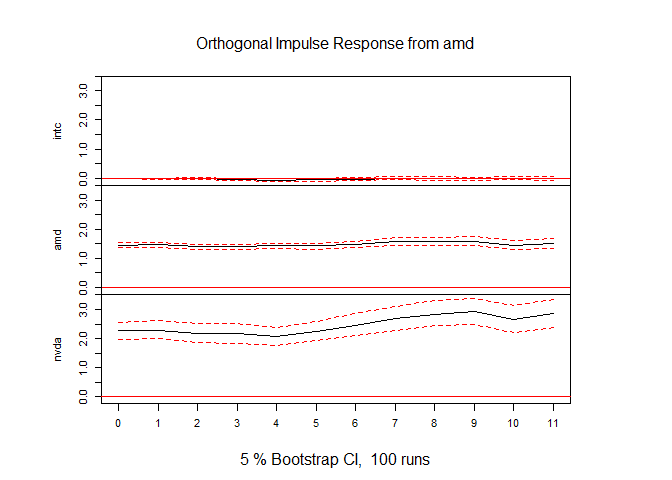 Orthogonal Impulse Response from amd
intc
0.0 1.0 2.0 3.0
amd
0.0 1.0 2.0 3.0
nvda
0.0 1.0 2.0 3.0
0 1 2 3 4 5 6 7 8 9 10 11
5 % Bootstrap CI, 100 runs